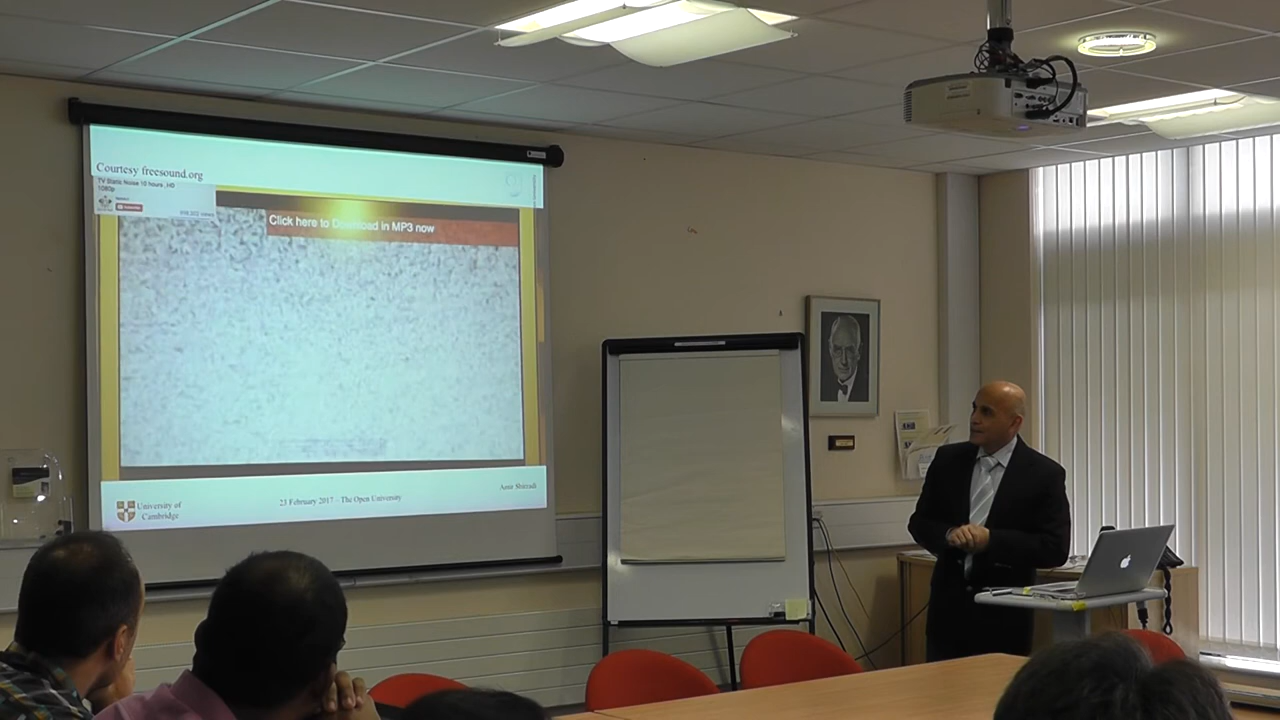 Courtesy freesound.org
TV Static Noise 10 hours , HD
1080p
Click here to Download in MP3 now
University of
Cambridge
23 February 2017 – The Open University
Amir Shirzadi